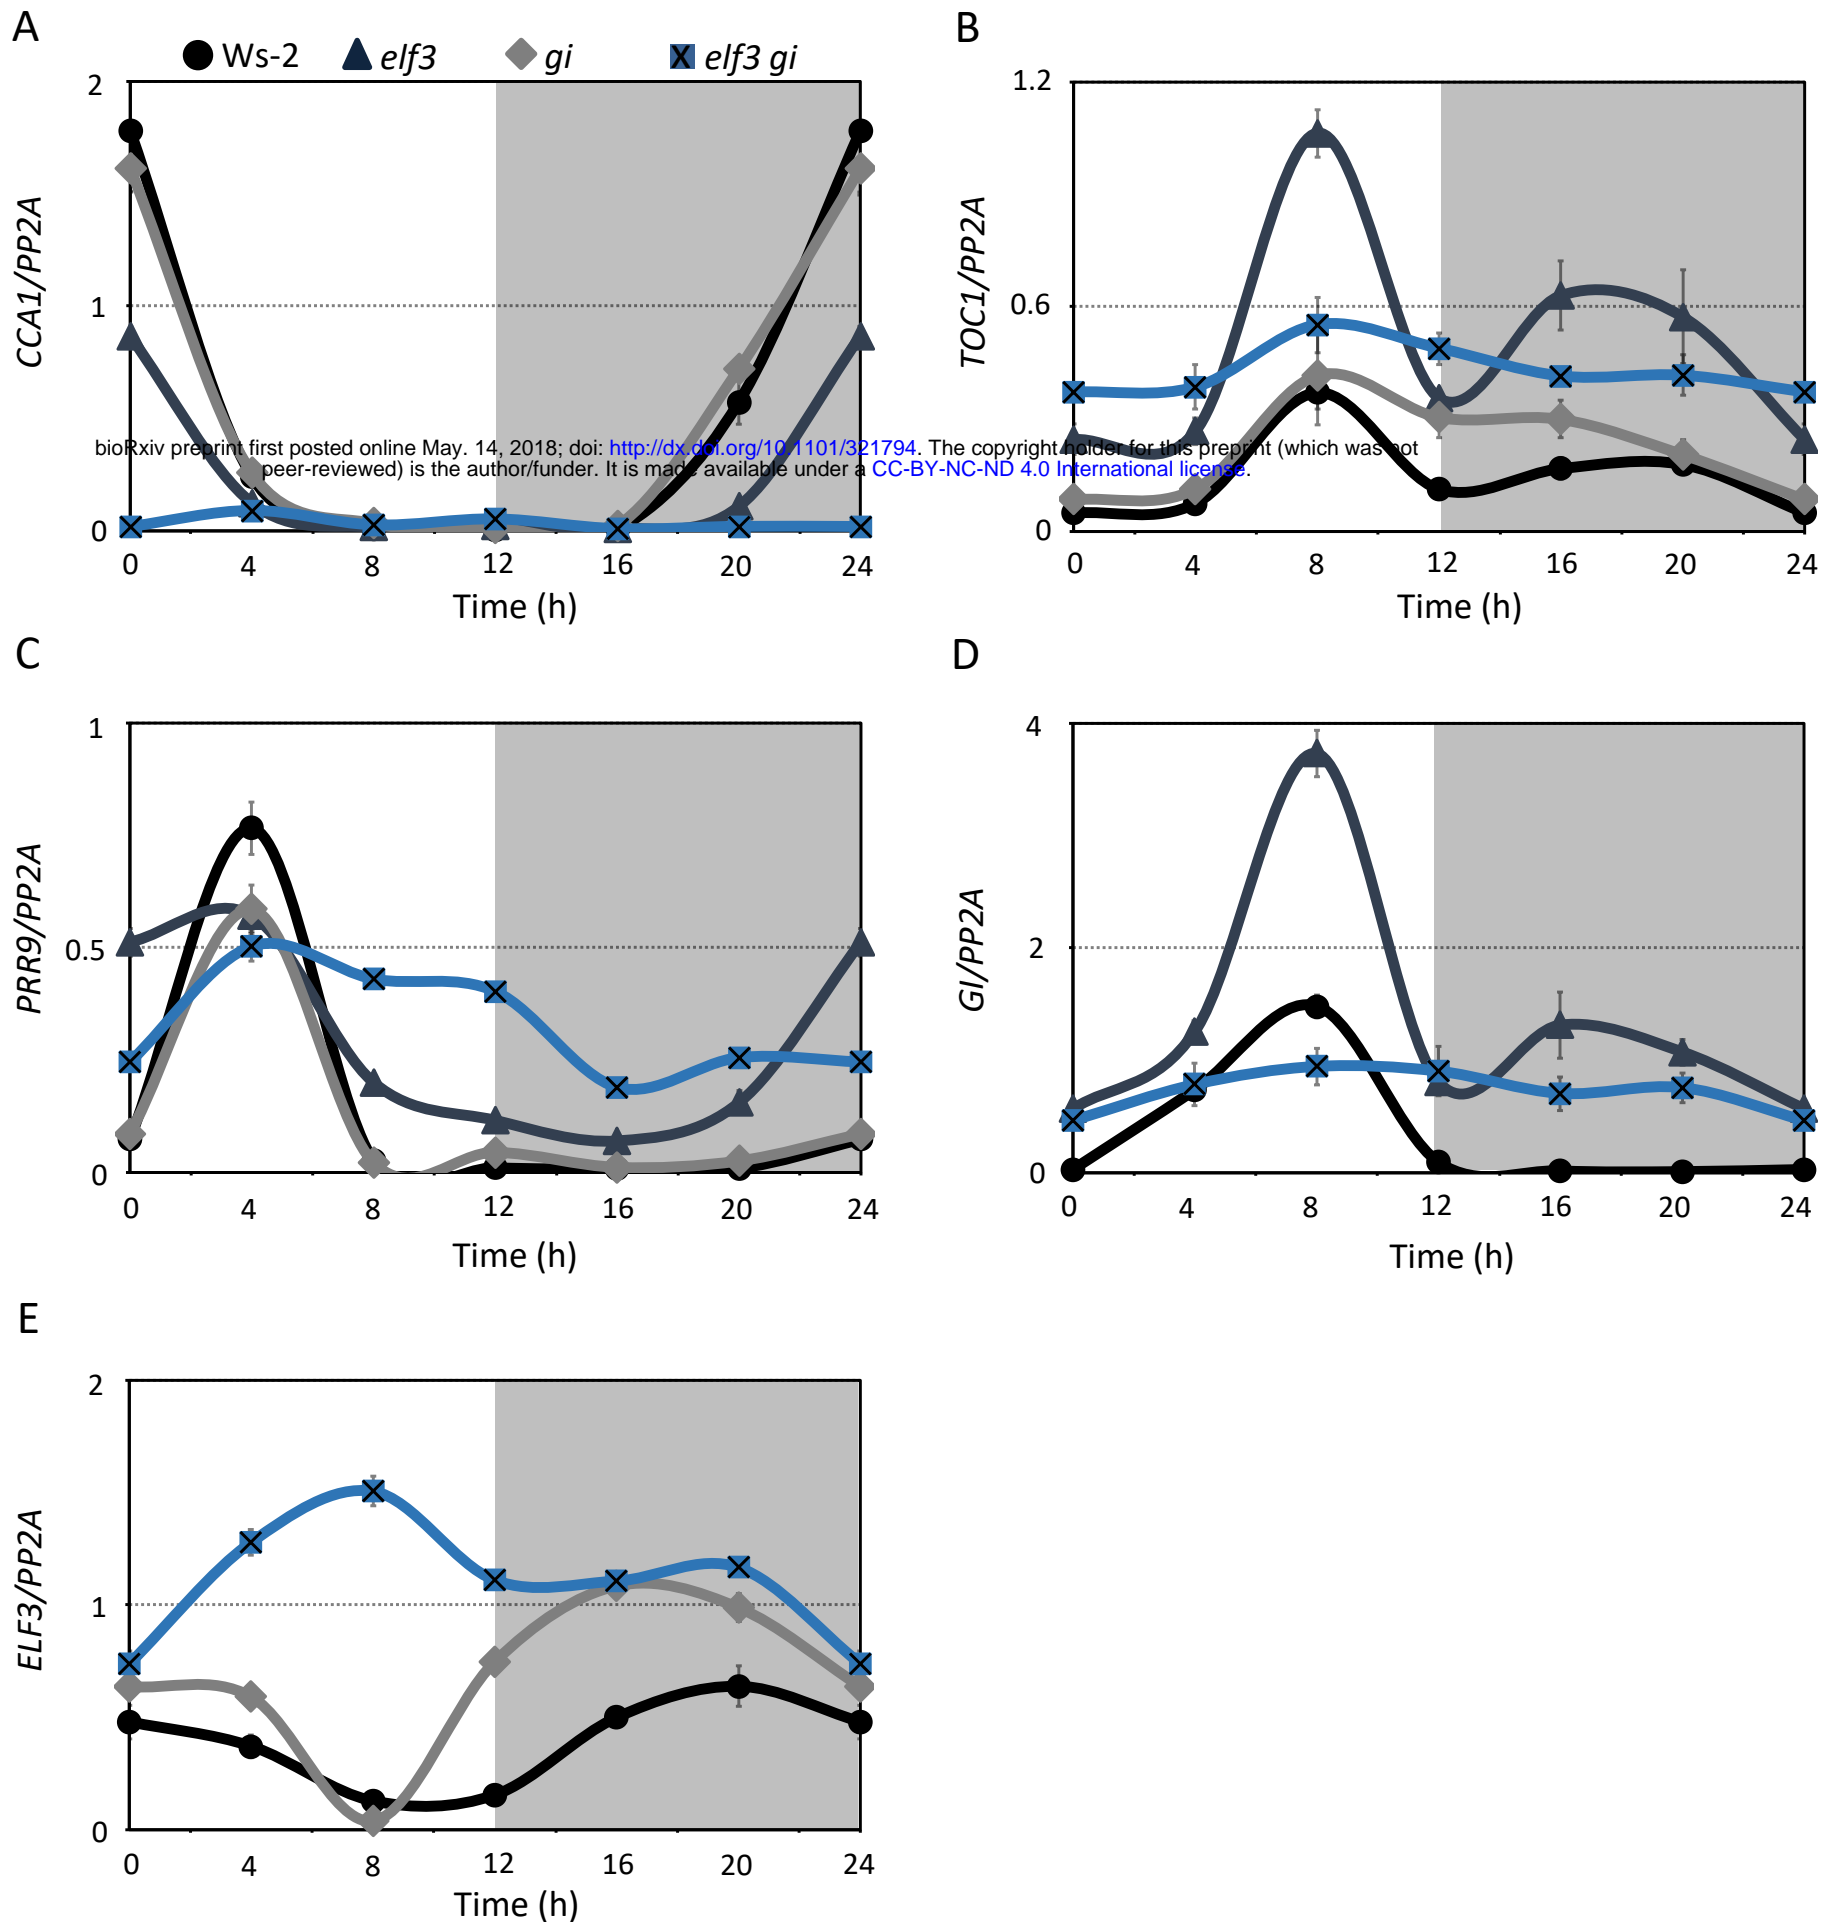 A
B
Ws-2 elf3 gi elf3 gi
2
1
0
CCA1/PP2A
0 4 8 12 16 20 24
Time (h)
1.2
0.6
0
TOC1/PP2A
0 4 8 12 16 20 24
Time (h)
bioRxiv preprint first posted online May. 14, 2018; doi: http://dx.doi.org/10.1101/321794. The copyright holder for this preprint (which was not
peer-reviewed) is the author/funder. It is made available under a CC-BY-NC-ND 4.0 International license.
C
1
0.5
0
PRR9/PP2A
0 4 8 12 16 20 24
Time (h)
D
4
2
0
GI/PP2A
0 4 8 12 16 20 24
Time (h)
E
2
1
0
ELF3/PP2A
0 4 8 12 16 20 24
Time (h)